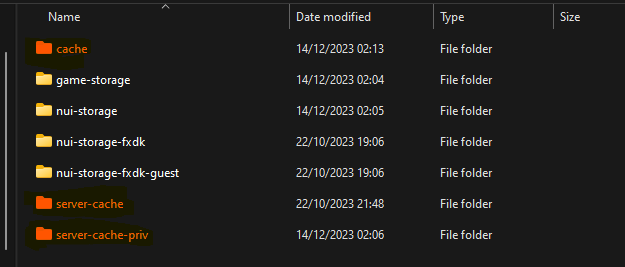 Name Date modified Type Size
cache 14/12/2023 02:13 File folder
game-storage 14/12/2023 02:04 File folder
nui-storage 14/12/2023 02:05 File folder
nui-storage-fxdk 22/10/2023 19:06 File folder
nui-storage-fxdk-guest 22/10/2023 19:06 File folder
server-cache 22/10/2023 21:48 File folder
server-cache-priv 14/12/2023 02:06 File folder